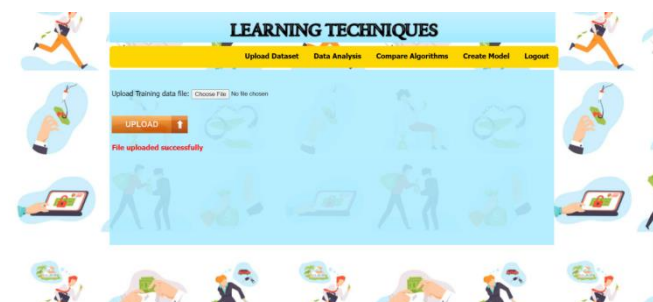 LEARNING TECHNIQUES
Upload Dataset Data Analysis Compare Algorithms Create Model Logout
Upload Training data file: Choose File No file chosen
UPLOAD
File uploaded successfully